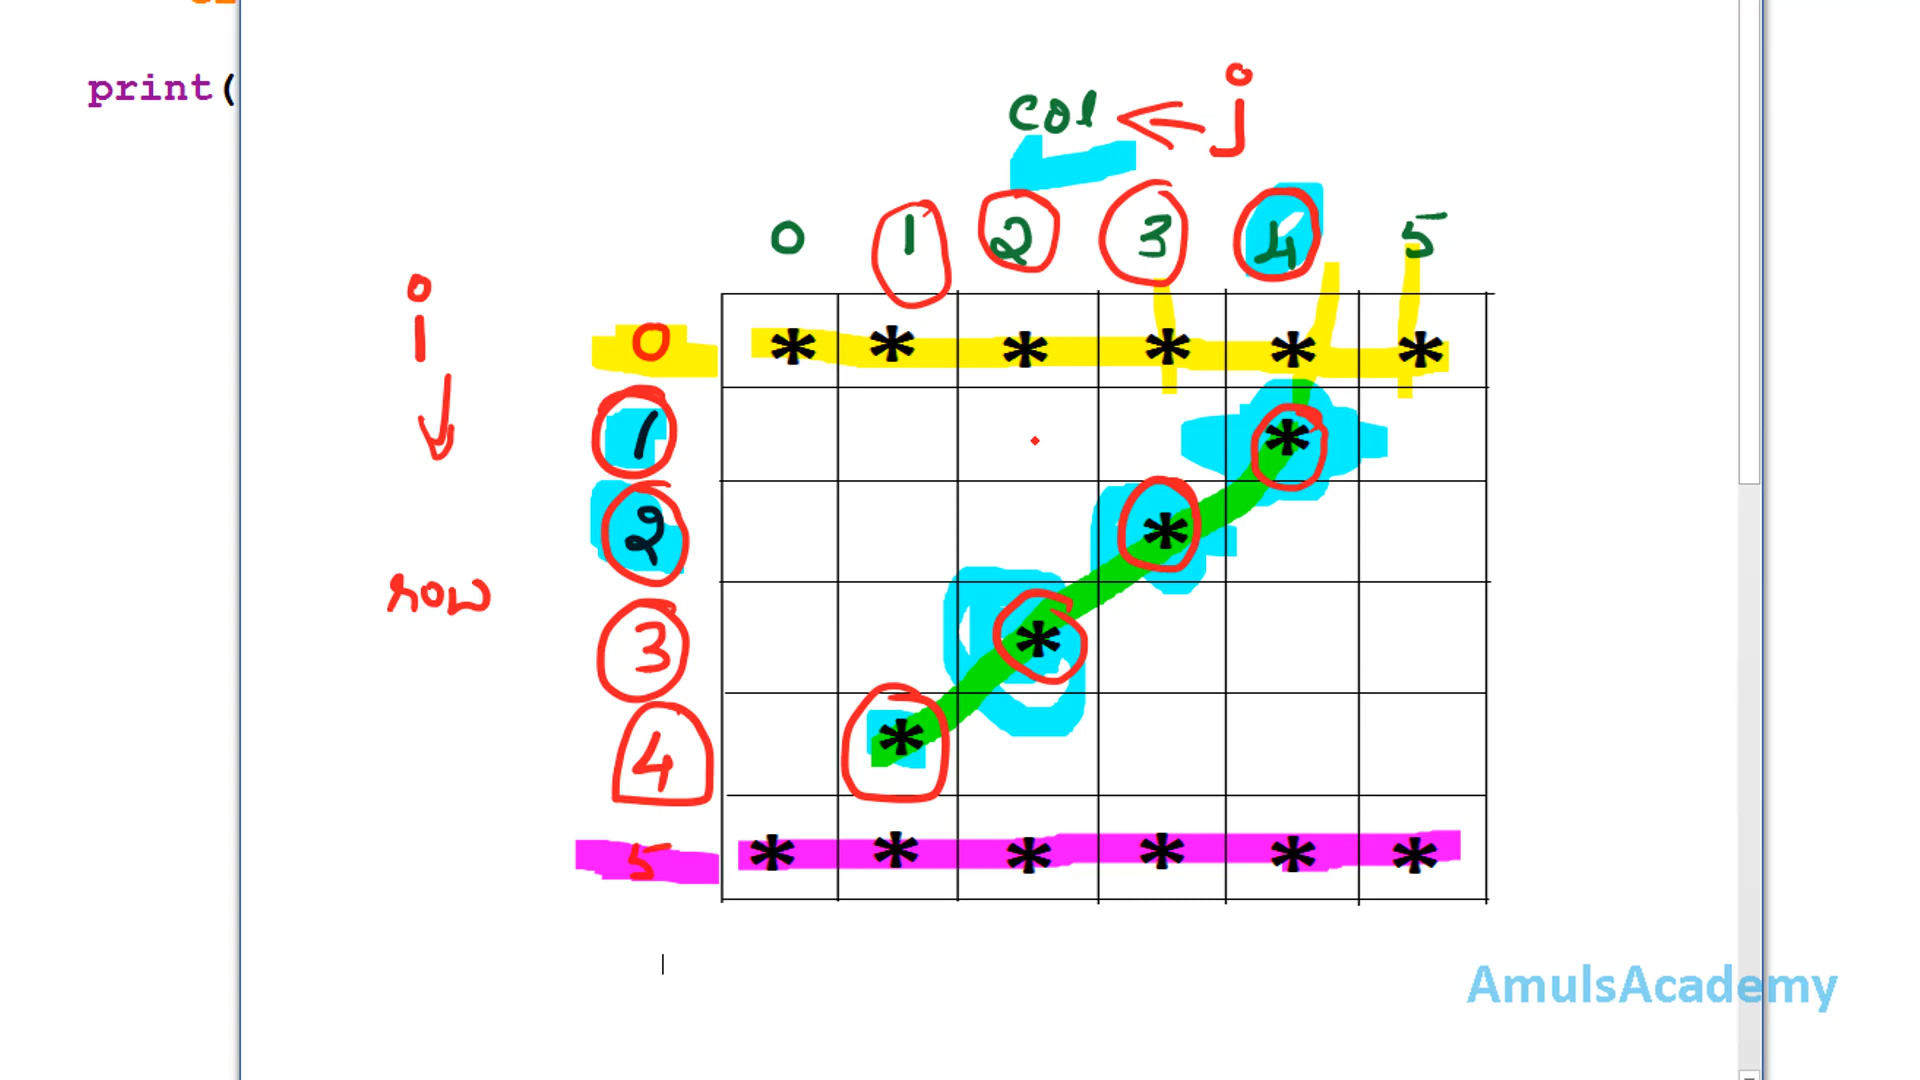 print(
j
col
0 1 2 3 4 5
i
0 * * * * * *
1 *
2 *
row
3 *
4 *
5 * * * * * *
AmulsAcademy